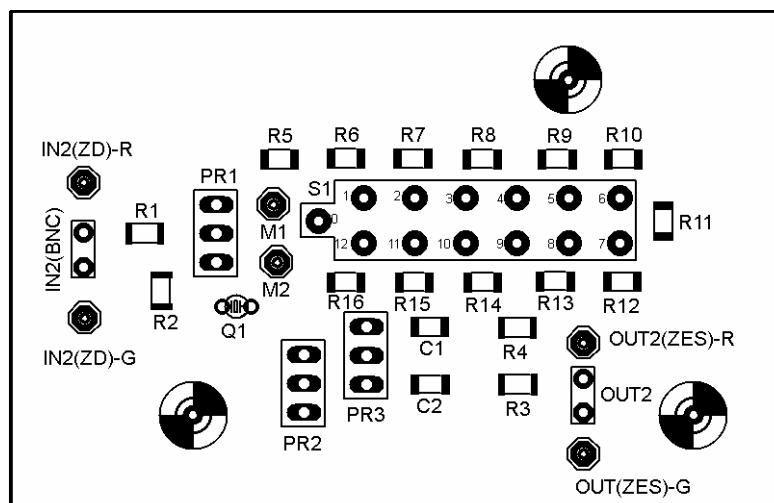 R5 R6 R7 R8 R9 R10
IN2(ZD)-R
PR1
S1
1 2 3 4 5 6
R1
IN2(BNC)
M1
0
R11
12 11 10 9 8 7
M2
R2
R16 R15 R14 R13 R12
Q1
IN2(ZD)-G
C1
R4
OUT2(ZES)-R
PR2
PR3
C2
R3
OUT2
OUT(ZES)-G